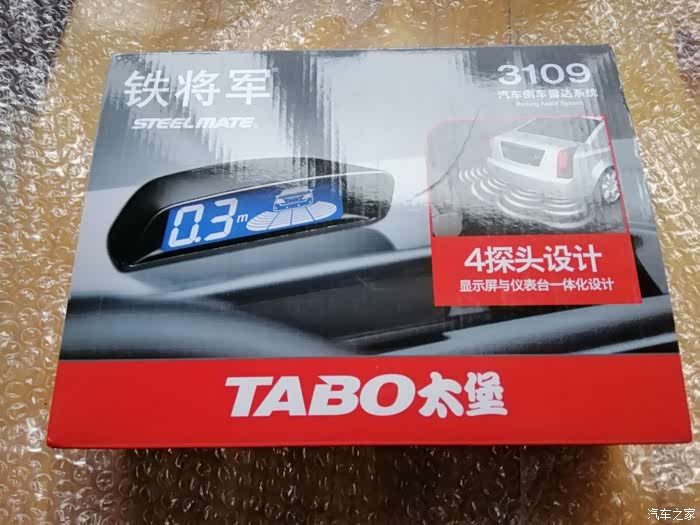 铁将军
STEELMATE
3109
汽车倒车雷达系统
Parking Assist System
0.3m
4探头设计
显示屏与仪表台一体化设计
TABO太堡
汽车之家